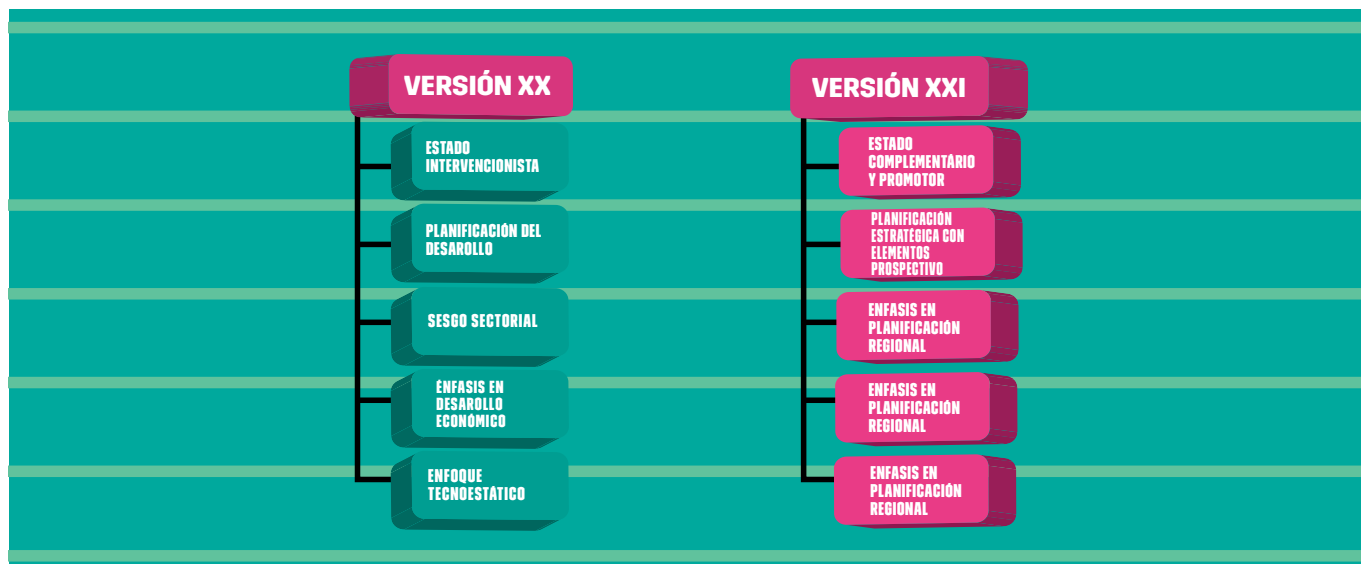 VERSIÓN XX
ESTADO
INTERVENCIONISTA
PLANIFICACIÓN DEL
DESAROLLO
SESGO SECTORIAL
ÉNFASIS EN
DESAROLLO
ECONÓMICO
ENFOQUE
TECNOESTÁTICO
VERSIÓN XXI
ESTADO
COMPLEMENTÁRIO
Y PROMOTOR
PLANIFICACIÓN
ESTRATÉGICA CON
ELEMENTOS
PROSPECTIVO
ENFASIS EN
PLANIFICACIÓN
REGIONAL
ENFASIS EN
PLANIFICACIÓN
REGIONAL
ENFASIS EN
PLANIFICACIÓN
REGIONAL